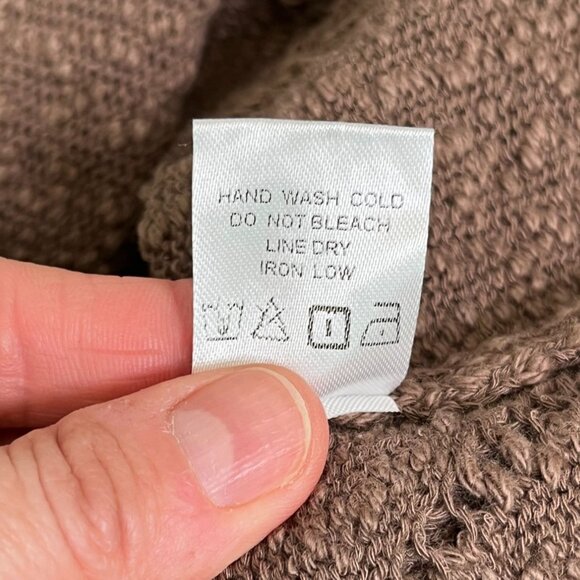 HAND WASH COLD
DO NOT BLEACH
LINE DRY
IRON LOW